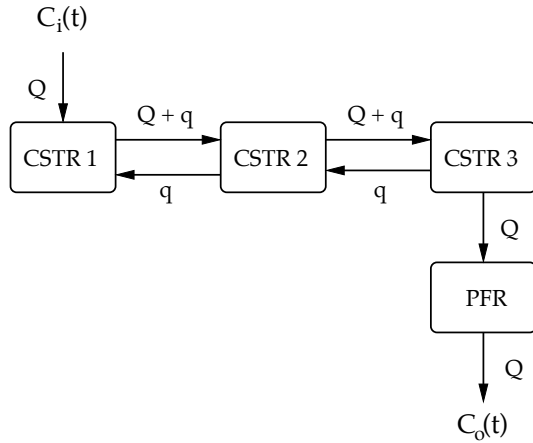 C_i(t)
Q
Q + q
Q + q
CSTR 1
CSTR 2
CSTR 3
q
q
Q
PFR
Q
C_o(t)